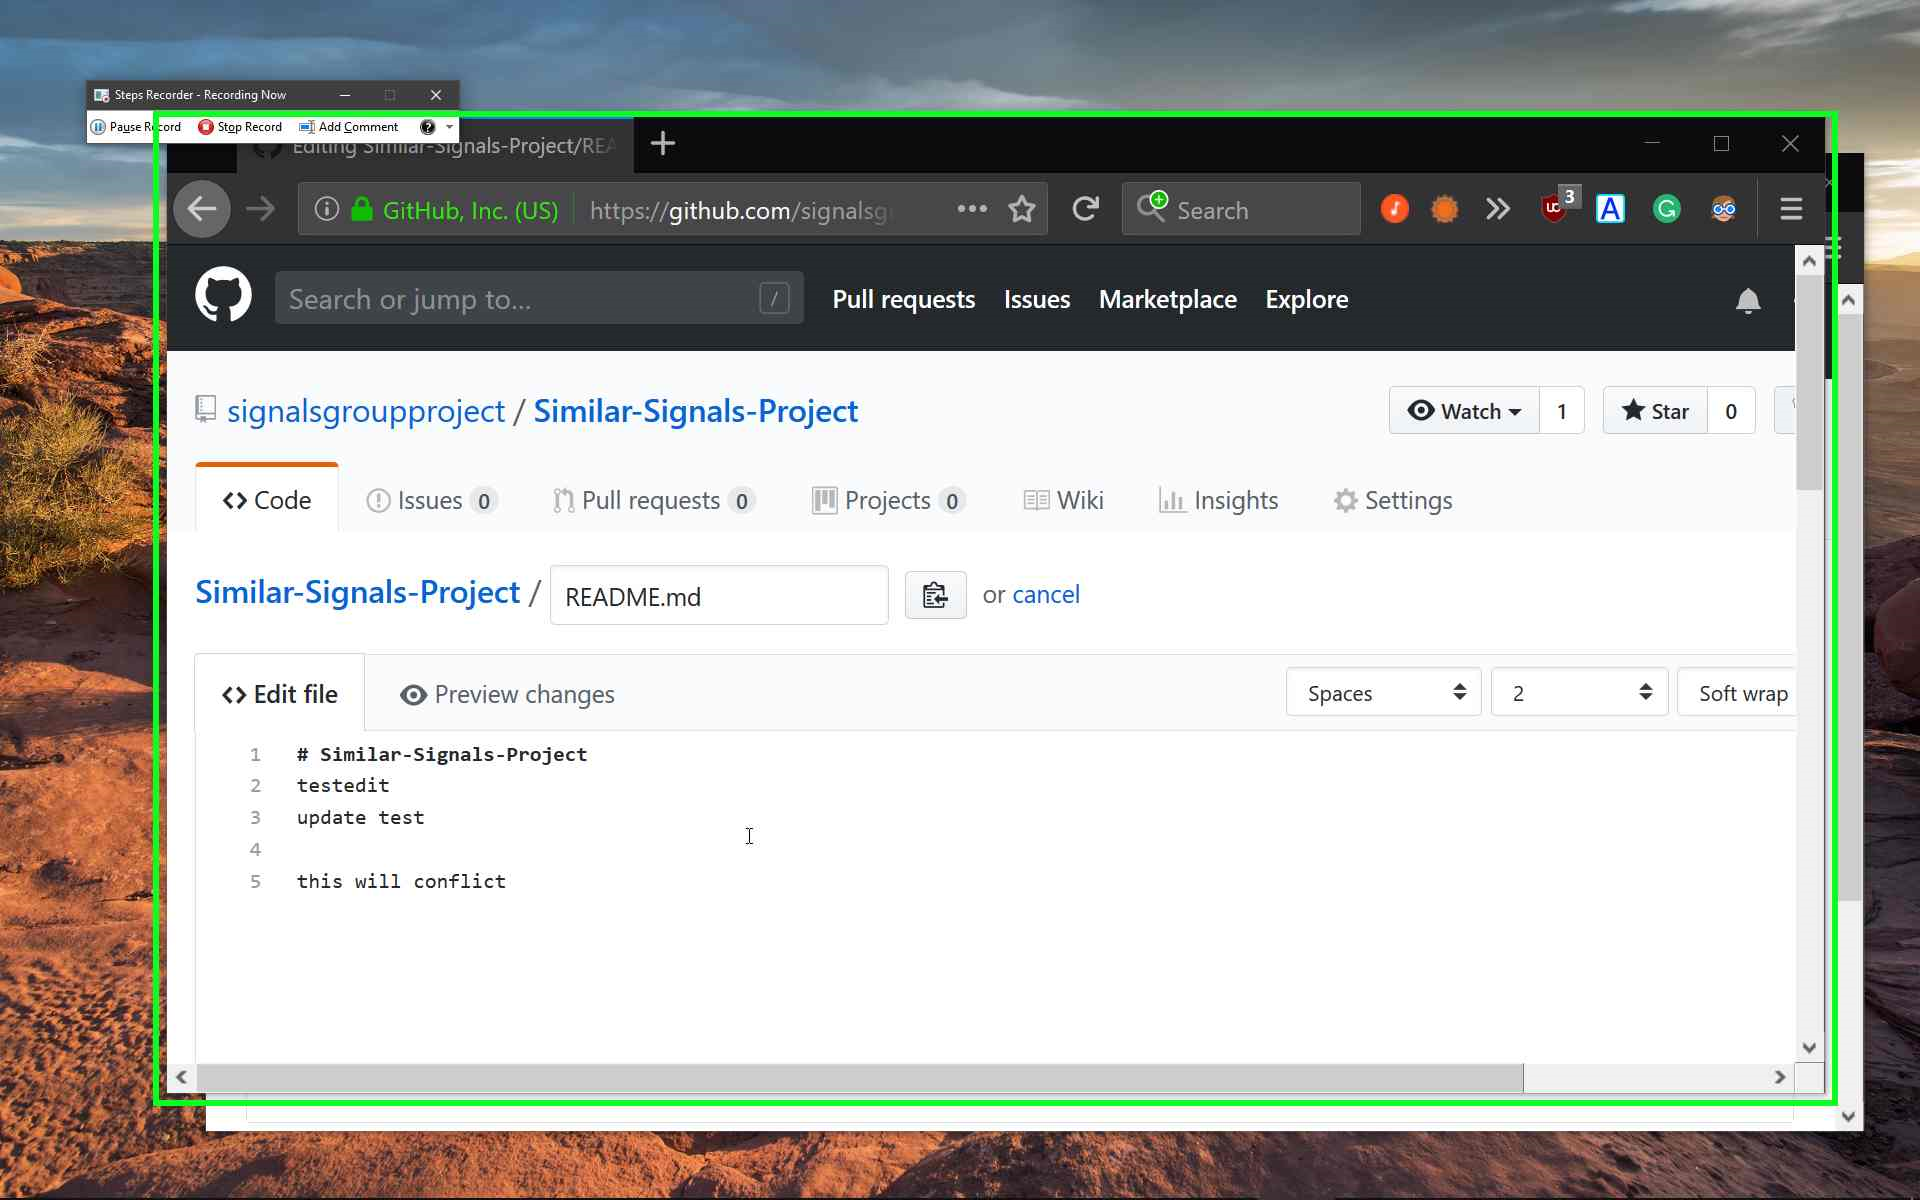 Steps Recorder - Recording Now
Pause Record Stop Record Add Comment ?
Editing Similar-Signals-Project/REA
GitHub, Inc. (US) https://github.com/signalsg Search 3
Search or jump to... / Pull requests Issues Marketplace Explore
signalsgroupproject / Similar-Signals-Project Watch 1 Star 0
Code Issues 0 Pull requests 0 Projects 0 Wiki Insights Settings
Similar-Signals-Project / README.md or cancel
Edit file Preview changes Spaces 2 Soft wrap
1 # Similar-Signals-Project
2 testedit
3 update test
4
5 this will conflict